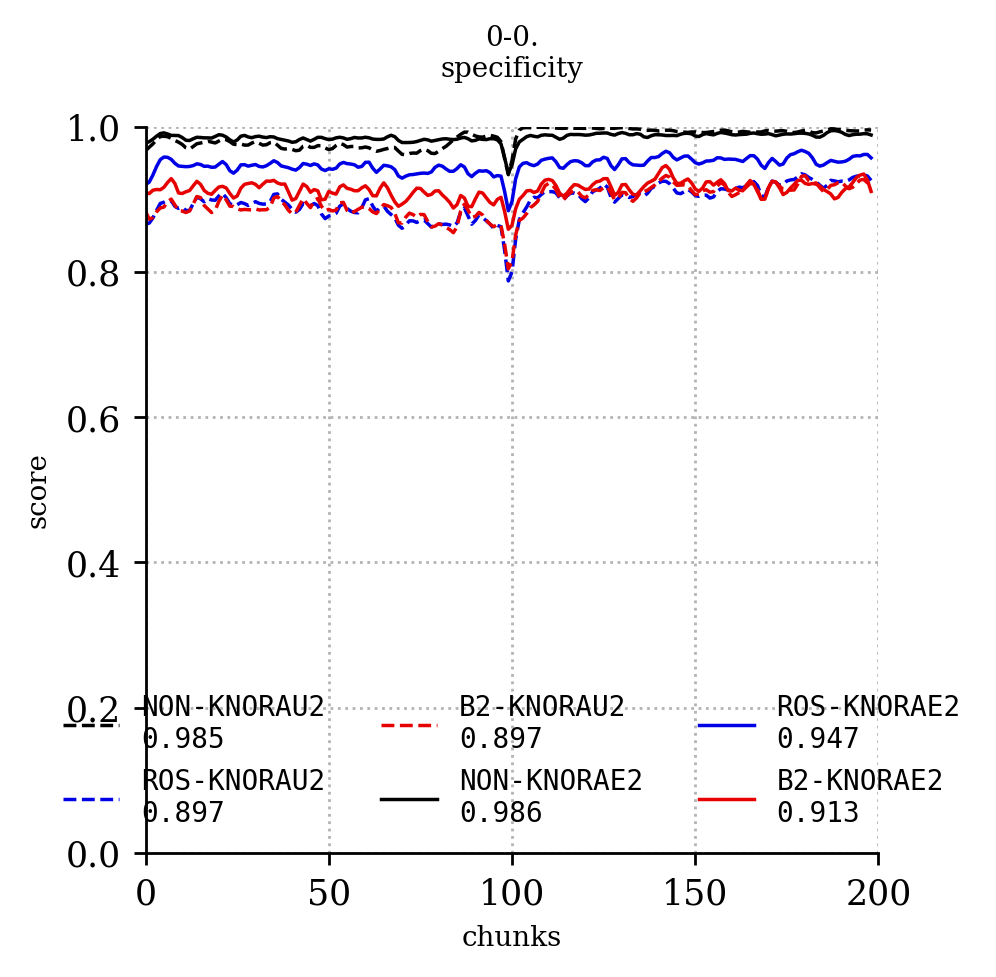 0-0.
specificity
1.0
0.8
0.6
0.4
0.2
0.0
score
NON-KNORAU2
0.985
ROS-KNORAU2
0.897
B2-KNORAU2
0.897
NON-KNORAE2
0.986
ROS-KNORAE2
0.947
B2-KNORAE2
0.913
0 50 100 150 200
chunks